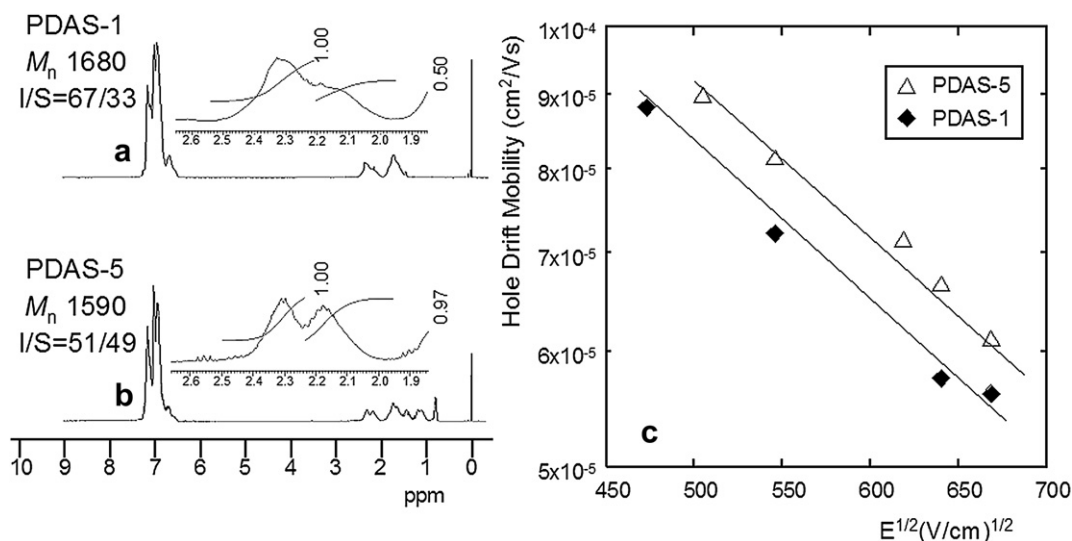 PDAS-1
Mn 1680
I/S=67/33
a
1.00
0.50
2.6 2.5 2.4 2.3 2.2 2.1 2.0 1.9
PDAS-5
Mn 1590
I/S=51/49
b
1.00
0.97
2.6 2.5 2.4 2.3 2.2 2.1 2.0 1.9
10 9 8 7 6 5 4 3 2 1 0
ppm
Hole Drift Mobility (cm²/Vs)
1x10⁻⁴
9x10⁻⁵
8x10⁻⁵
7x10⁻⁵
6x10⁻⁵
5x10⁻⁵
PDAS-5
PDAS-1
c
450 500 550 600 650 700
E¹/²(V/cm)¹/²